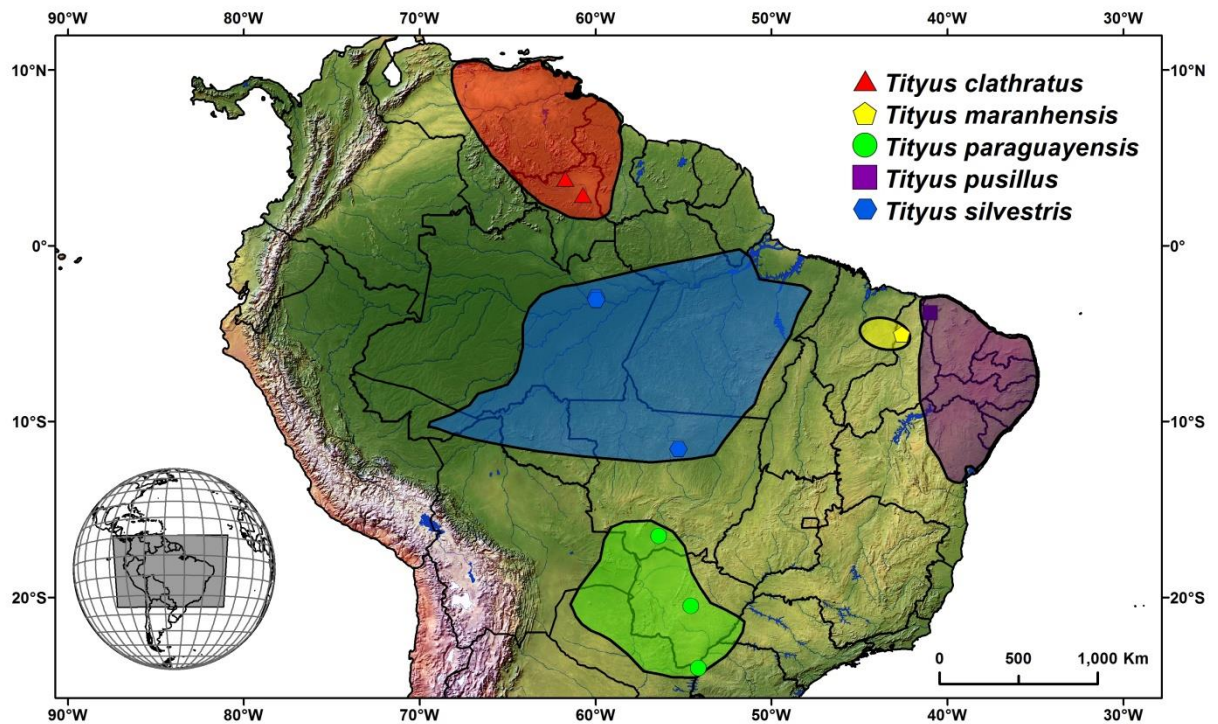 90°W 80°W 70°W 60°W 50°W 40°W 30°W
10°N 10°N
Tityus clathratus
Tityus maranhensis
Tityus paraguayensis
Tityus pusillus
Tityus silvestris
0° 0°
10°S 10°S
20°S 20°S
0 500 1,000 Km
90°W 80°W 70°W 60°W 50°W 40°W 30°W